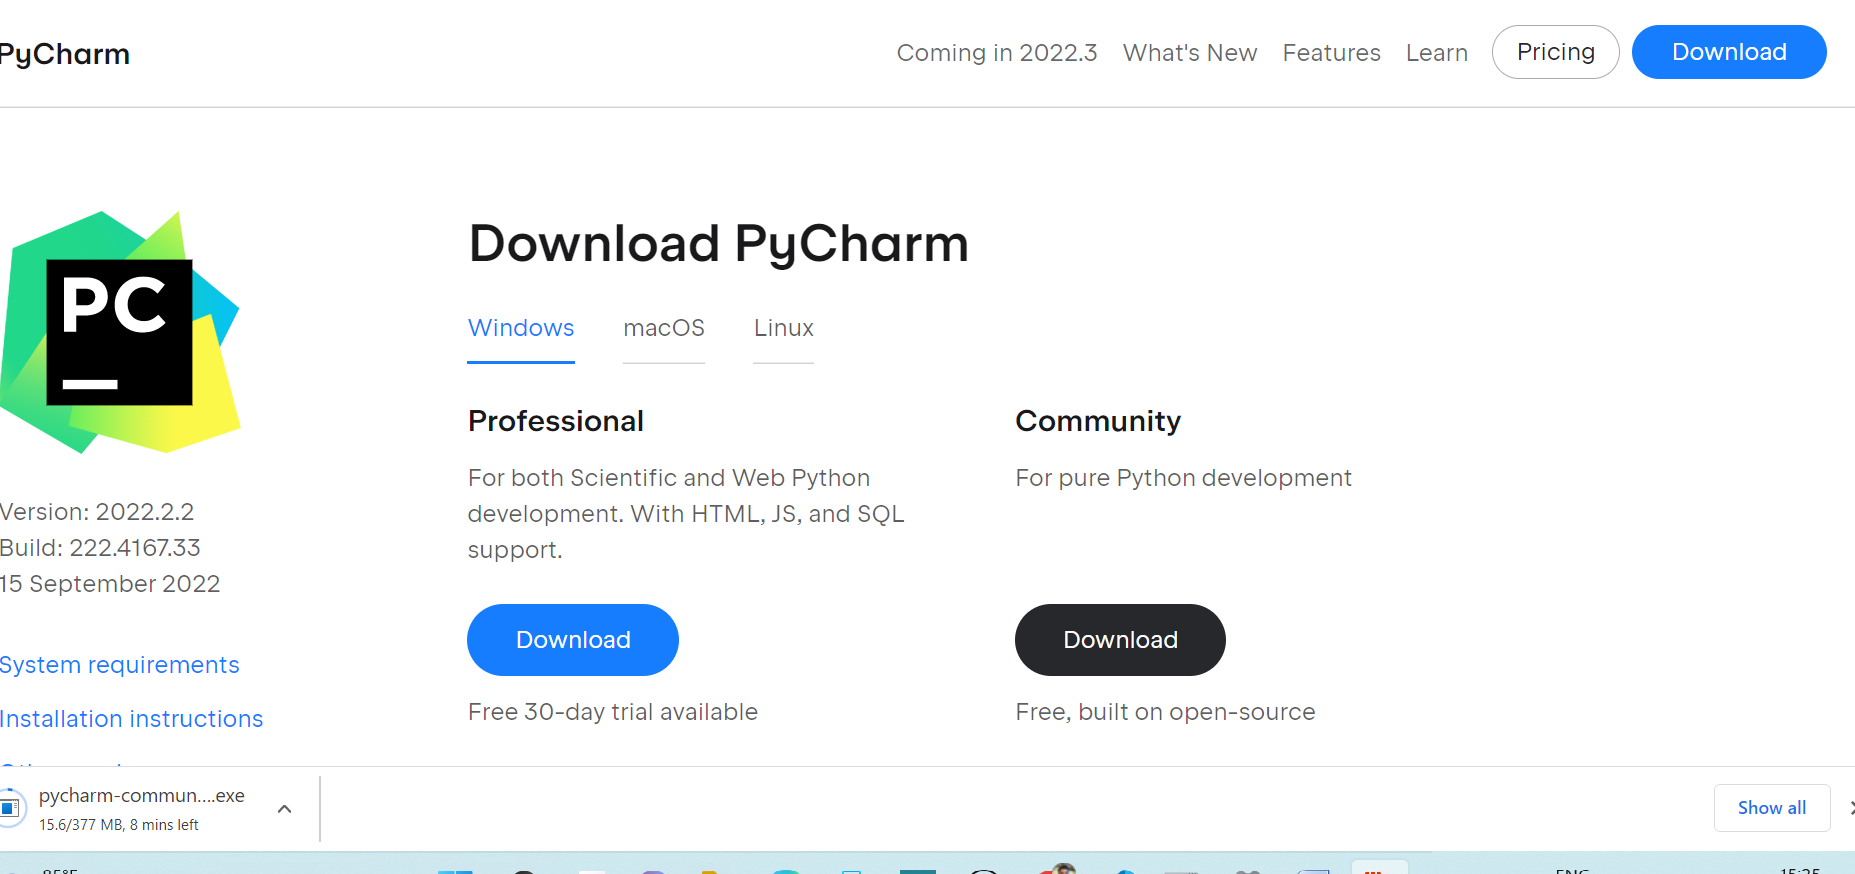 PyCharm
Coming in 2022.3 What's New Features Learn Pricing Download
PC
Download PyCharm
Windows macOS Linux
Professional
For both Scientific and Web Python
development. With HTML, JS, and SQL
support.
Download
Free 30-day trial available
Community
For pure Python development
Download
Free, built on open-source
Version: 2022.2.2
Build: 222.4167.33
15 September 2022
System requirements
Installation instructions
pycharm-commun....exe
15.6/377 MB, 8 mins left
Show all